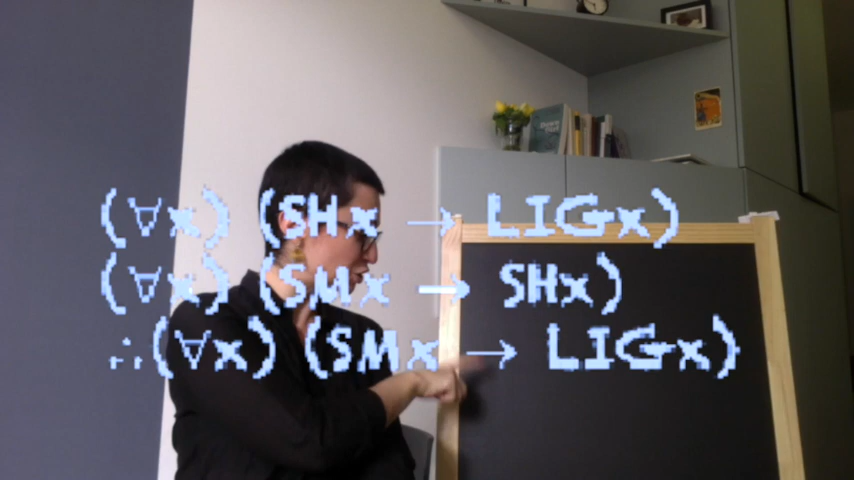 (∀x) (SHx → LIGx)
(∀x) (SMx → SHx)
∴(∀x) (SMx → LIGx)